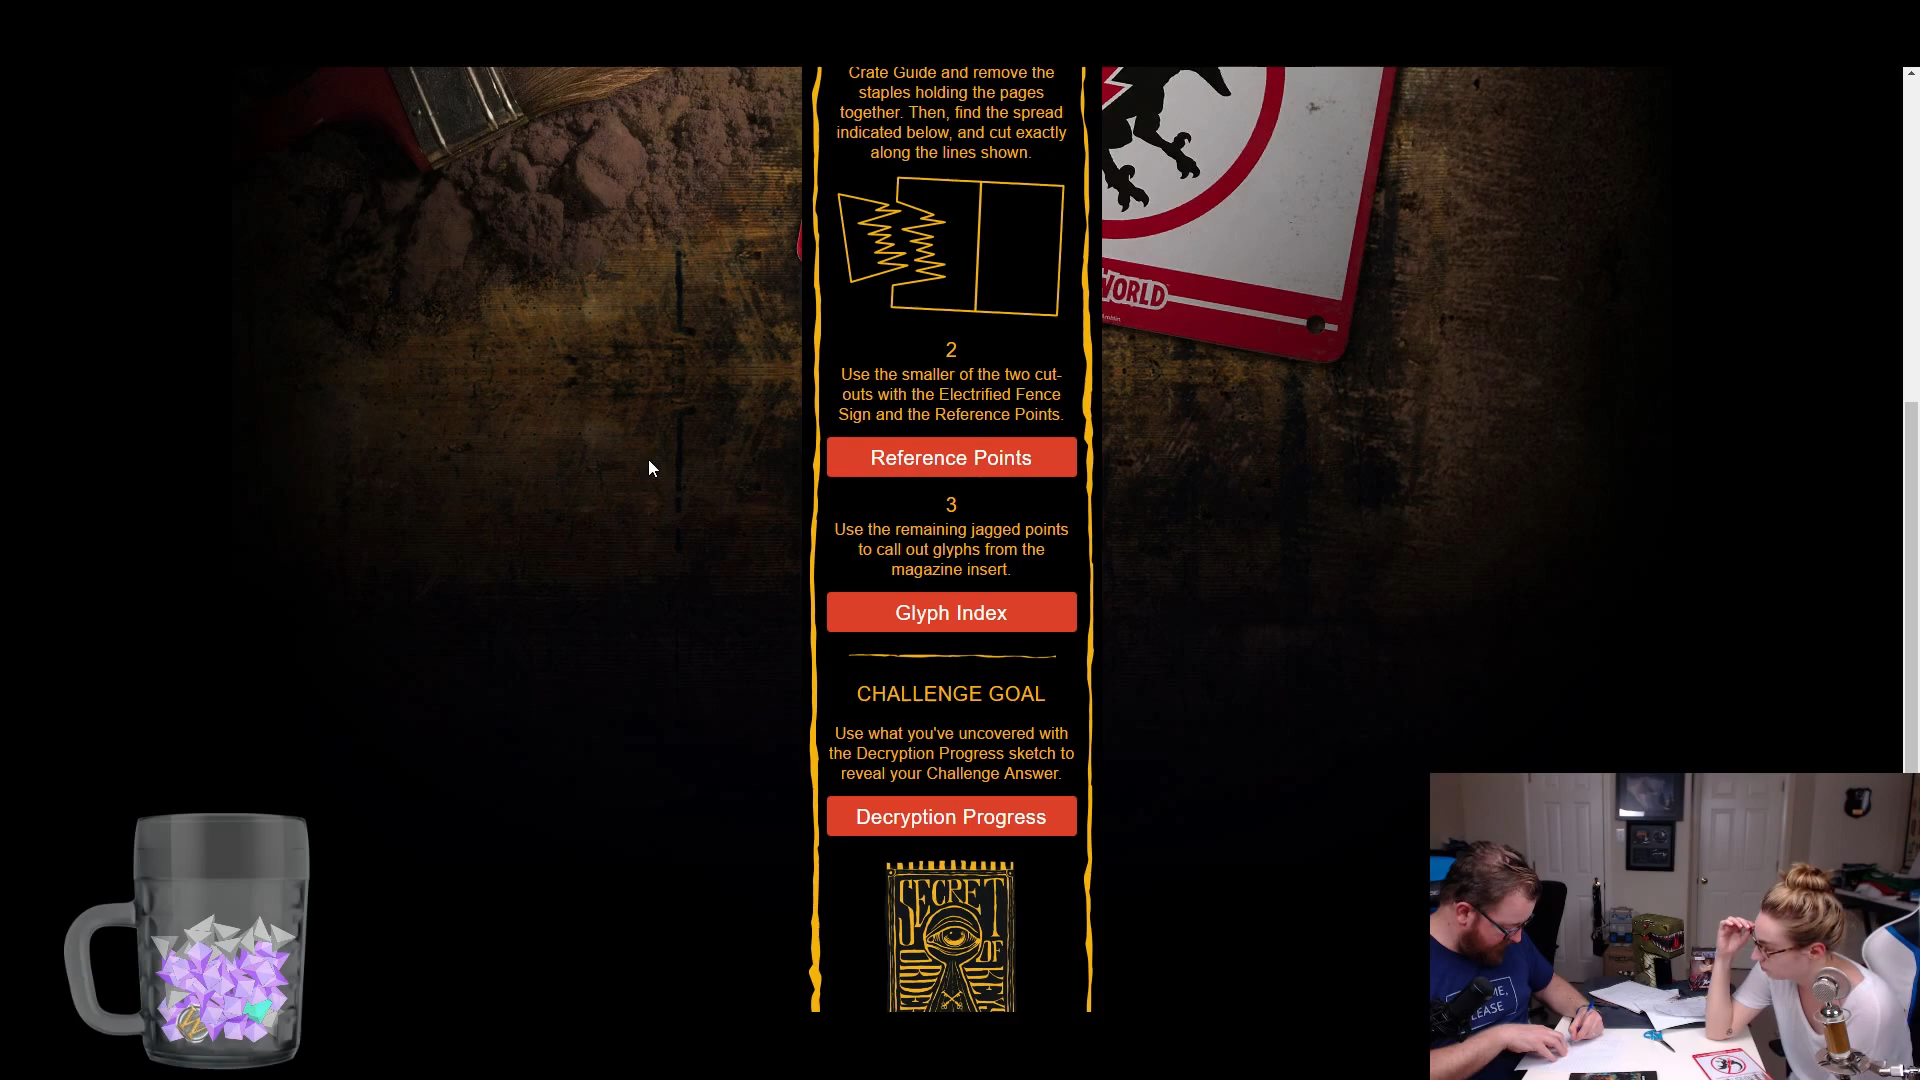 Crate Guide and remove the
staples holding the pages
together. Then, find the spread
indicated below, and cut exactly
along the lines shown.
WORLD
2
Use the smaller of the two cut-
outs with the Electrified Fence
Sign and the Reference Points.
Reference Points
3
Use the remaining jagged points
to call out glyphs from the
magazine insert.
Glyph Index
CHALLENGE GOAL
Use what you've uncovered with
the Decryption Progress sketch to
reveal your Challenge Answer.
Decryption Progress
SECRET
OF